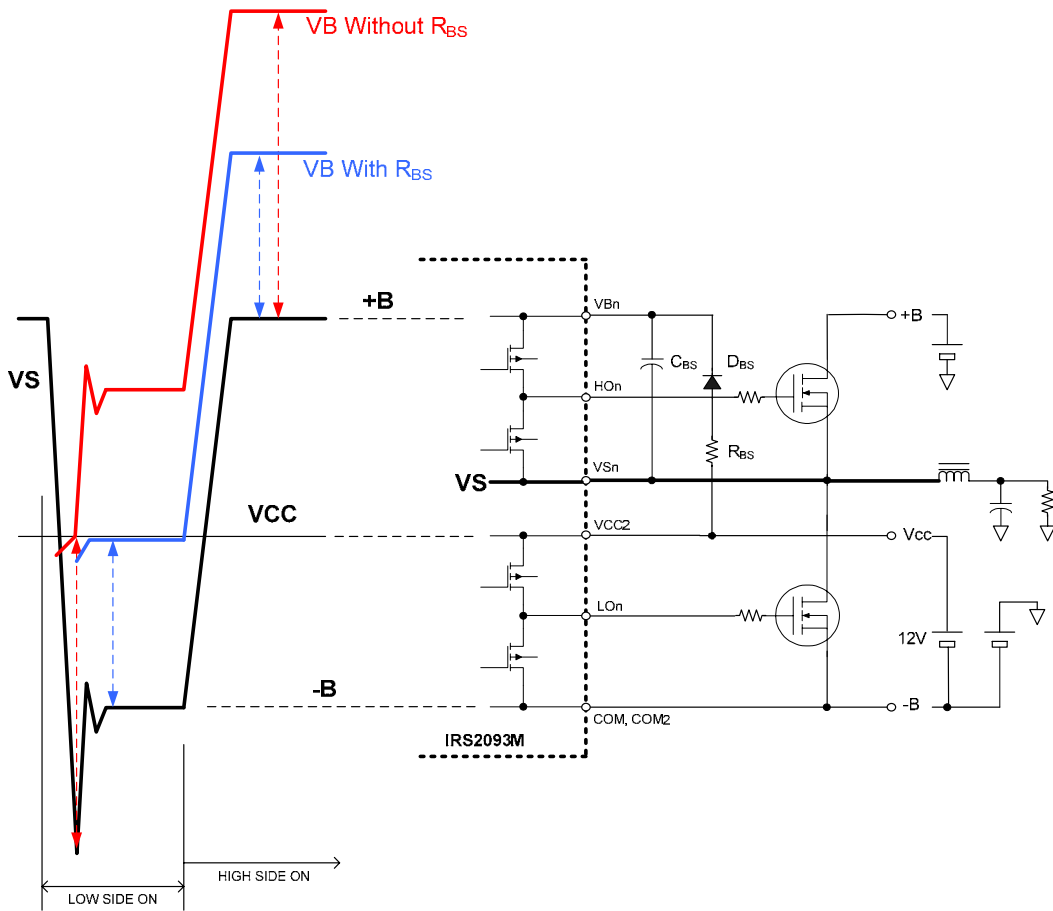 VB Without RBS
VB With RBS
+B
VBn
+B
CBS
DBS
VS
HOn
RBS
VSn
VS
VCC
VCC2
Vcc
LOn
12V
-B
-B
COM, COM2
IRS2093M
HIGH SIDE ON
LOW SIDE ON